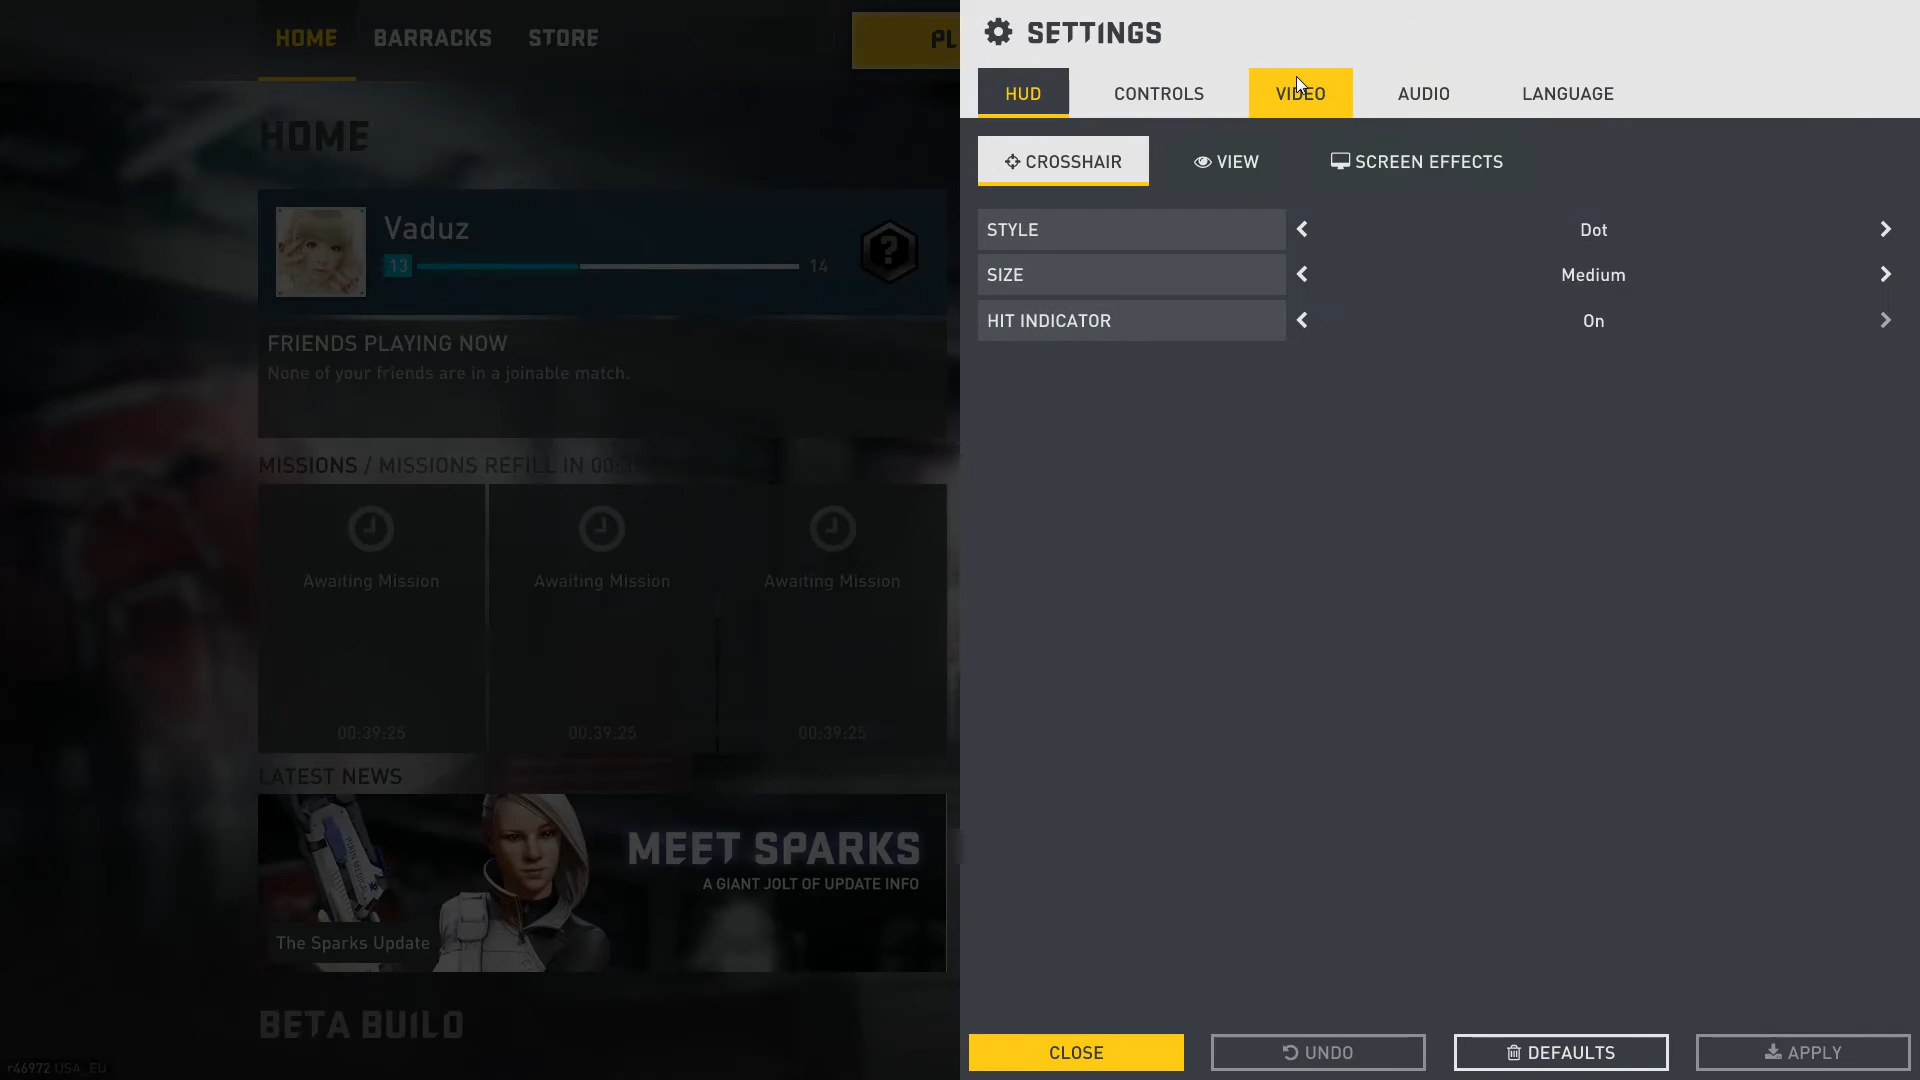 HOME BARRACKS STORE
PL
HOME
Vaduz
13 14
?
FRIENDS PLAYING NOW
None of your friends are in a joinable match.
MISSIONS / MISSIONS REFILL IN 00:
Awaiting Mission Awaiting Mission Awaiting Mission
00:39:25 00:39:25 00:39:25
LATEST NEWS
MEET SPARKS
A GIANT JOLT OF UPDATE INFO
The Sparks Update
BETA BUILD
r46972 USA_EU
SETTINGS
HUD CONTROLS VIDEO AUDIO LANGUAGE
CROSSHAIR VIEW SCREEN EFFECTS
STYLE Dot
SIZE Medium
HIT INDICATOR On
CLOSE UNDO DEFAULTS APPLY